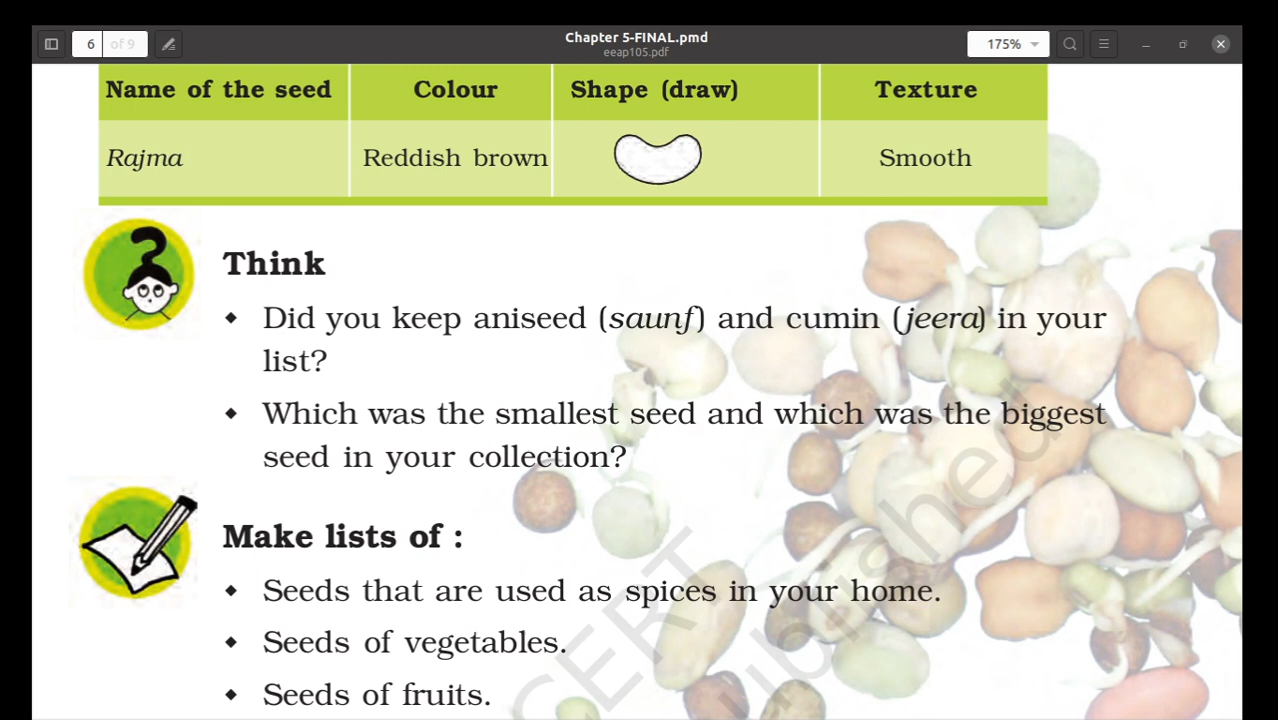 Chapter 5-FINAL.pmd
eeap105.pdf
6 of 9
175%
Name of the seed Colour Shape (draw) Texture
Rajma Reddish brown Smooth
Think
Did you keep aniseed (saunf) and cumin (jeera) in your
list?
Which was the smallest seed and which was the biggest
seed in your collection?
Make lists of :
Seeds that are used as spices in your home.
Seeds of vegetables.
Seeds of fruits.